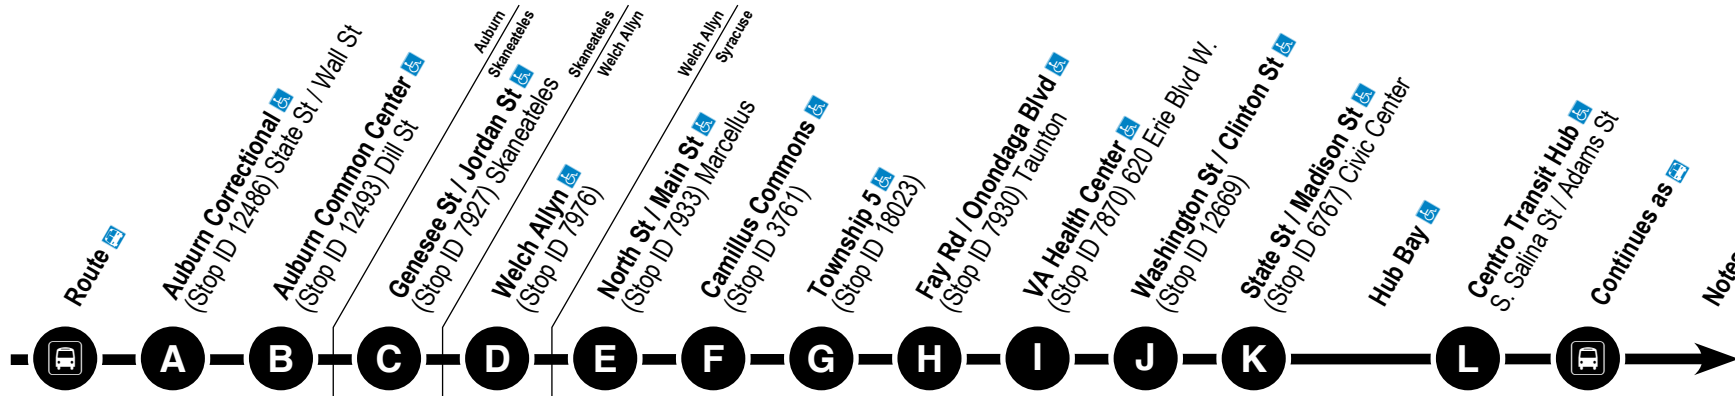 Route
Auburn Correctional
(Stop ID 12486) State St / Wall St
Auburn Common Center
(Stop ID 12493) Dill St
Auburn
Skaneateles
Genesee St / Jordan St
(Stop ID 7927) Skaneateles
Skaneateles
Welch Allyn
Welch Allyn
(Stop ID 7976)
Welch Allyn
Syracuse
North St / Main St
(Stop ID 7933) Marcellus
Camillus Commons
(Stop ID 3761)
Township 5
(Stop ID 18023)
Fay Rd / Onondaga Blvd
(Stop ID 7930) Taunton
VA Health Center
(Stop ID 7870) 620 Erie Blvd W.
Washington St / Clinton St
(Stop ID 12669)
State St / Madison St
(Stop ID 6767) Civic Center
Hub Bay
Centro Transit Hub
S. Salina St / Adams St
Continues as
Notes
A B C D E F G H I J K L